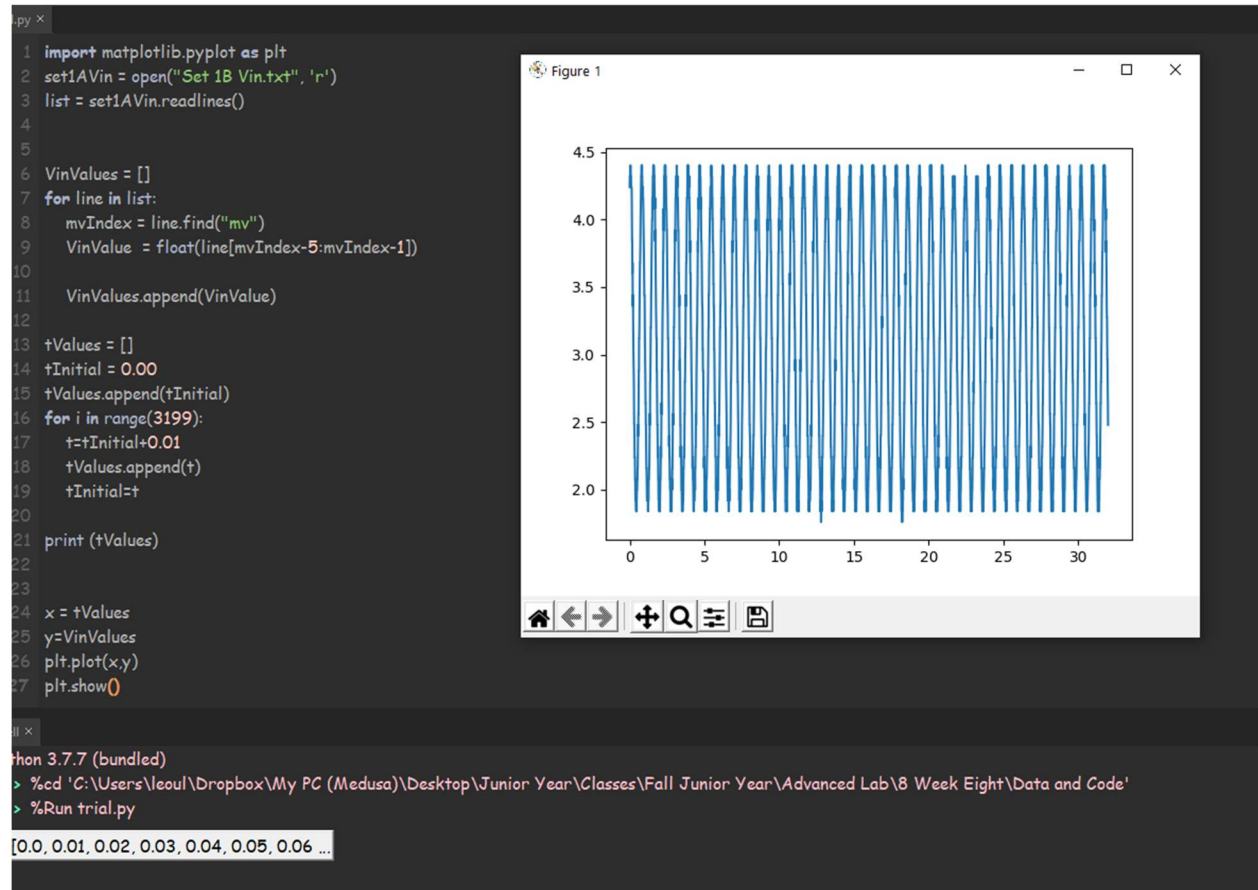 .py ×
1 import matplotlib.pyplot as plt
2 set1AVin = open("Set 1B Vin.txt", 'r')
3 list = set1AVin.readlines()
4
5
6 VinValues = []
7 for line in list:
8 mvIndex = line.find("mv")
9 VinValue = float(line[mvIndex-5:mvIndex-1])
10
11 VinValues.append(VinValue)
12
13 tValues = []
14 tInitial = 0.00
15 tValues.append(tInitial)
16 for i in range(3199):
17 t=tInitial+0.01
18 tValues.append(t)
19 tInitial=t
20
21 print (tValues)
22
23
24 x = tValues
25 y=VinValues
26 plt.plot(x,y)
27 plt.show()
Figure 1
4.5
4.0
3.5
3.0
2.5
2.0
0 5 10 15 20 25 30
ll ×
thon 3.7.7 (bundled)
> %cd 'C:\Users\leoul\Dropbox\My PC (Medusa)\Desktop\Junior Year\Classes\Fall Junior Year\Advanced Lab\8 Week Eight\Data and Code'
> %Run trial.py
[0.0, 0.01, 0.02, 0.03, 0.04, 0.05, 0.06 ...